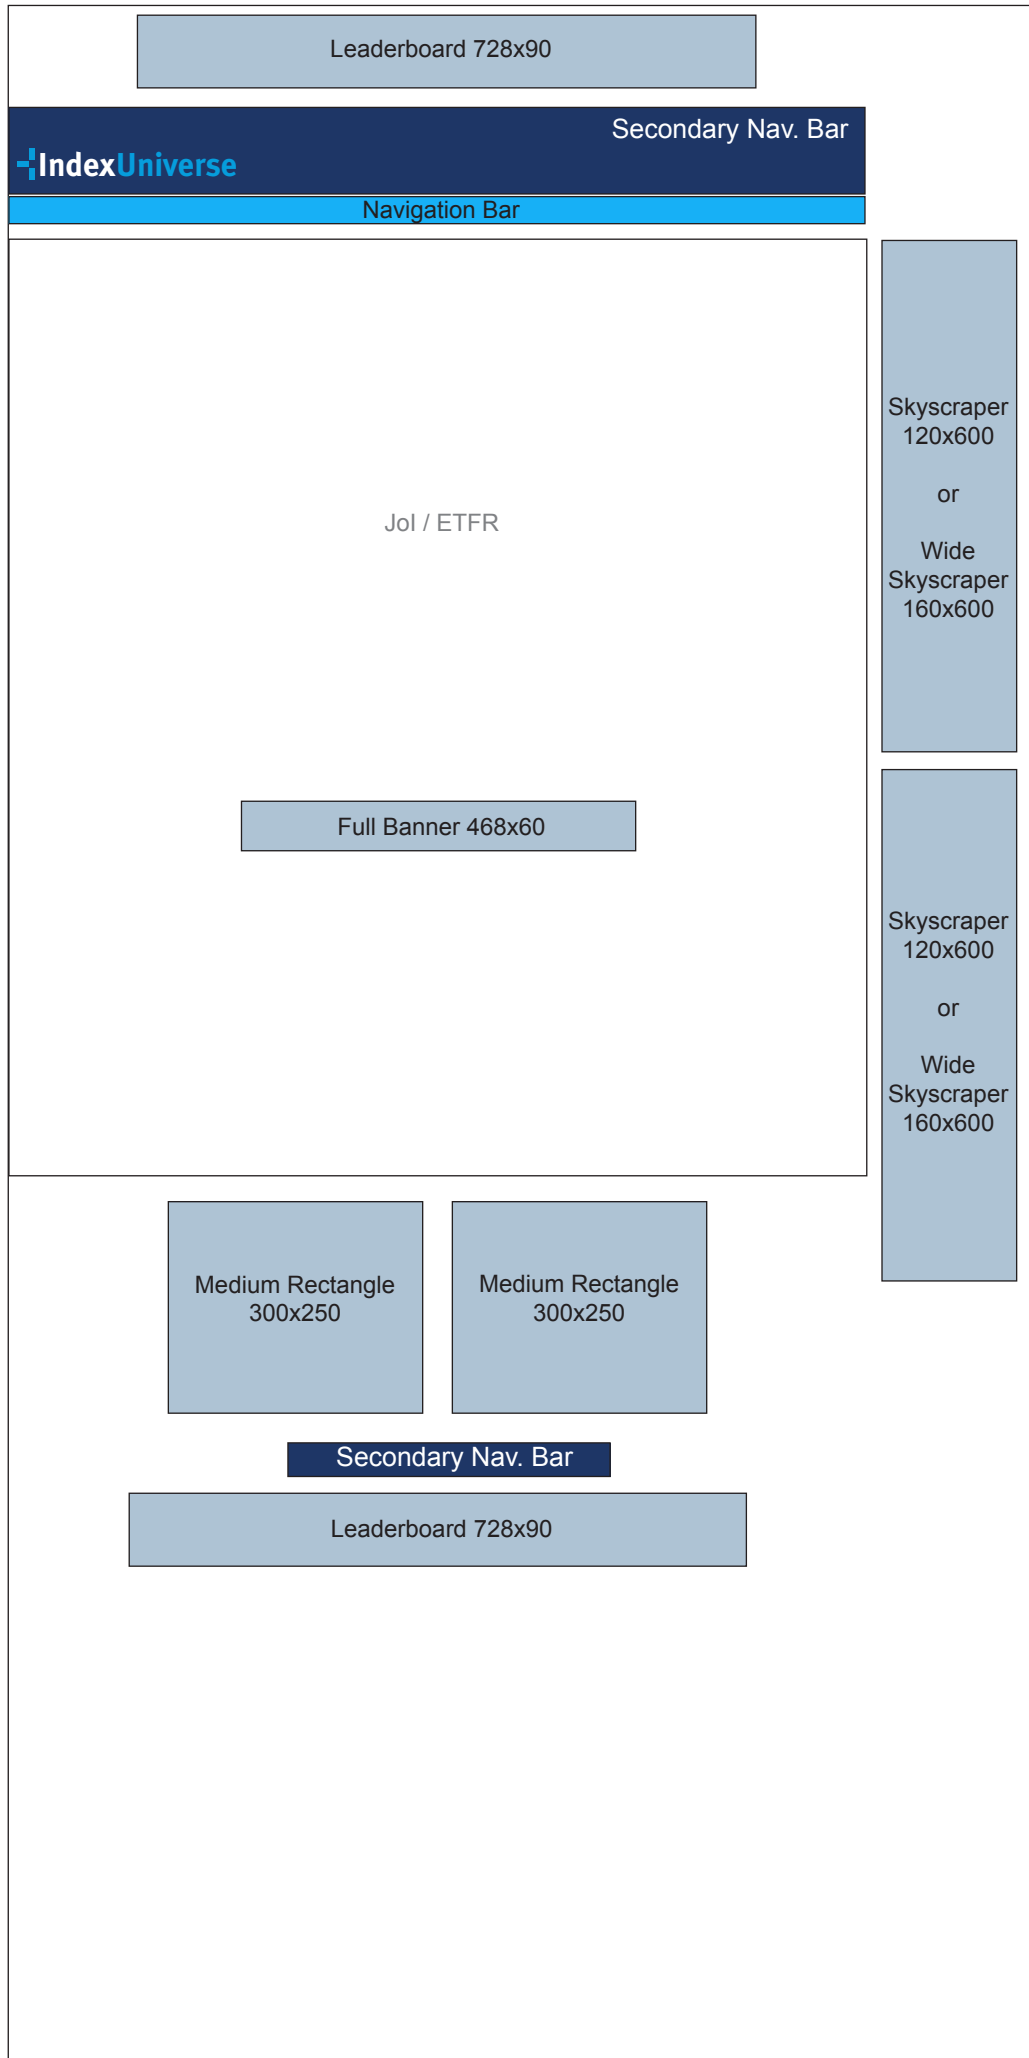 Leaderboard 728x90
Secondary Nav. Bar
IndexUniverse
Navigation Bar
JoI / ETFR
Full Banner 468x60
Skyscraper
120x600
or
Wide
Skyscraper
160x600
Skyscraper
120x600
or
Wide
Skyscraper
160x600
Medium Rectangle
300x250
Medium Rectangle
300x250
Secondary Nav. Bar
Leaderboard 728x90